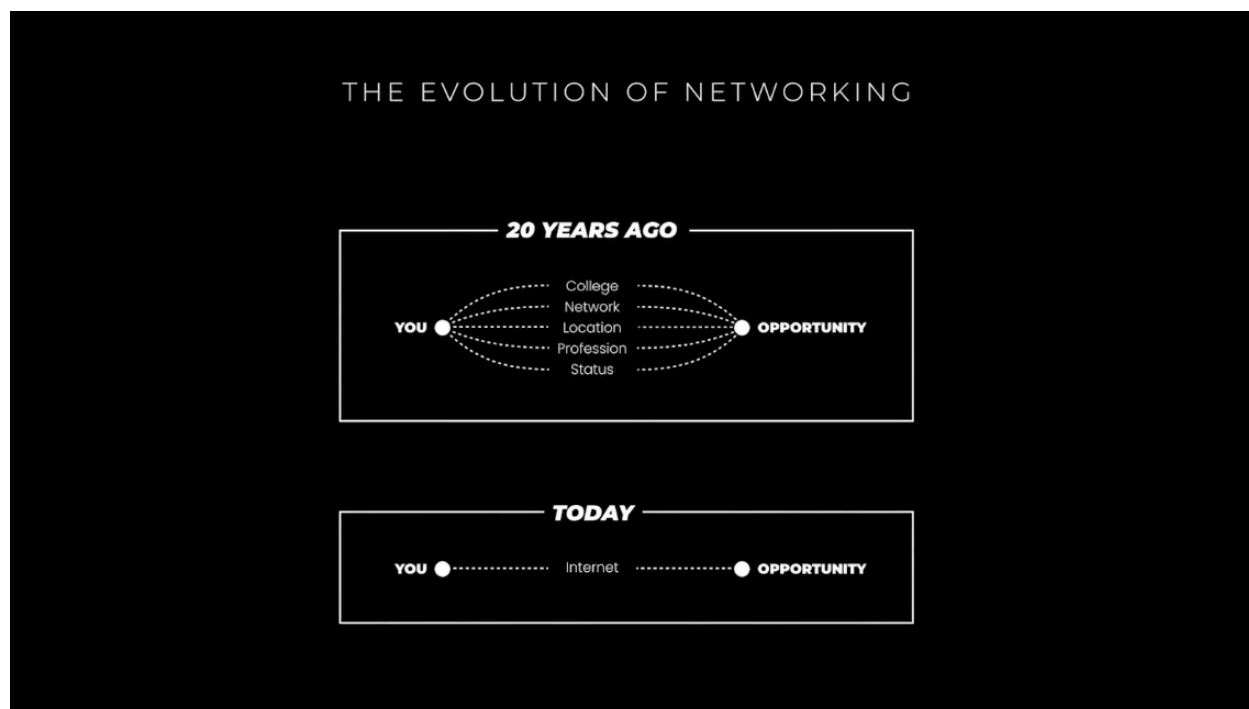 THE EVOLUTION OF NETWORKING
20 YEARS AGO
College
Network
YOU Location OPPORTUNITY
Profession
Status
TODAY
YOU Internet OPPORTUNITY